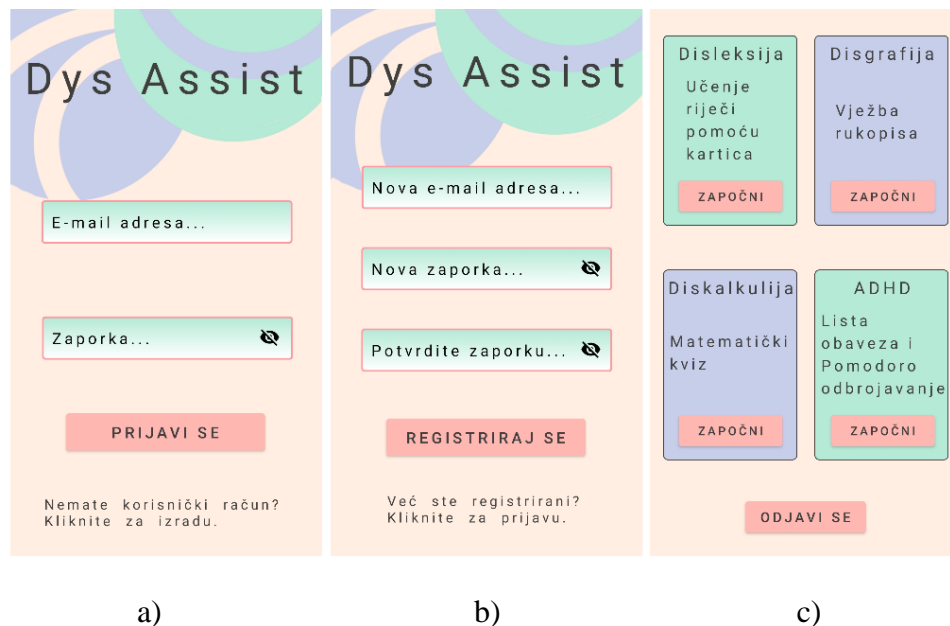 Dys Assist
E-mail adresa...
Zaporka...
PRIJAVI SE
Nemate korisnički račun?
Kliknite za izradu.
a)
Dys Assist
Nova e-mail adresa...
Nova zaporka...
Potvrdite zaporku...
REGISTRIRAJ SE
Već ste registrirani?
Kliknite za prijavu.
b)
Disleksija
Učenje
riječi
pomoću
kartica
ZAPOČNI
Disgrafija
Vježba
rukopisa
ZAPOČNI
Diskalkulija
Matematički
kviz
ZAPOČNI
ADHD
Lista
obaveza i
Pomodoro
odbrojavanje
ZAPOČNI
ODJAVI SE
c)